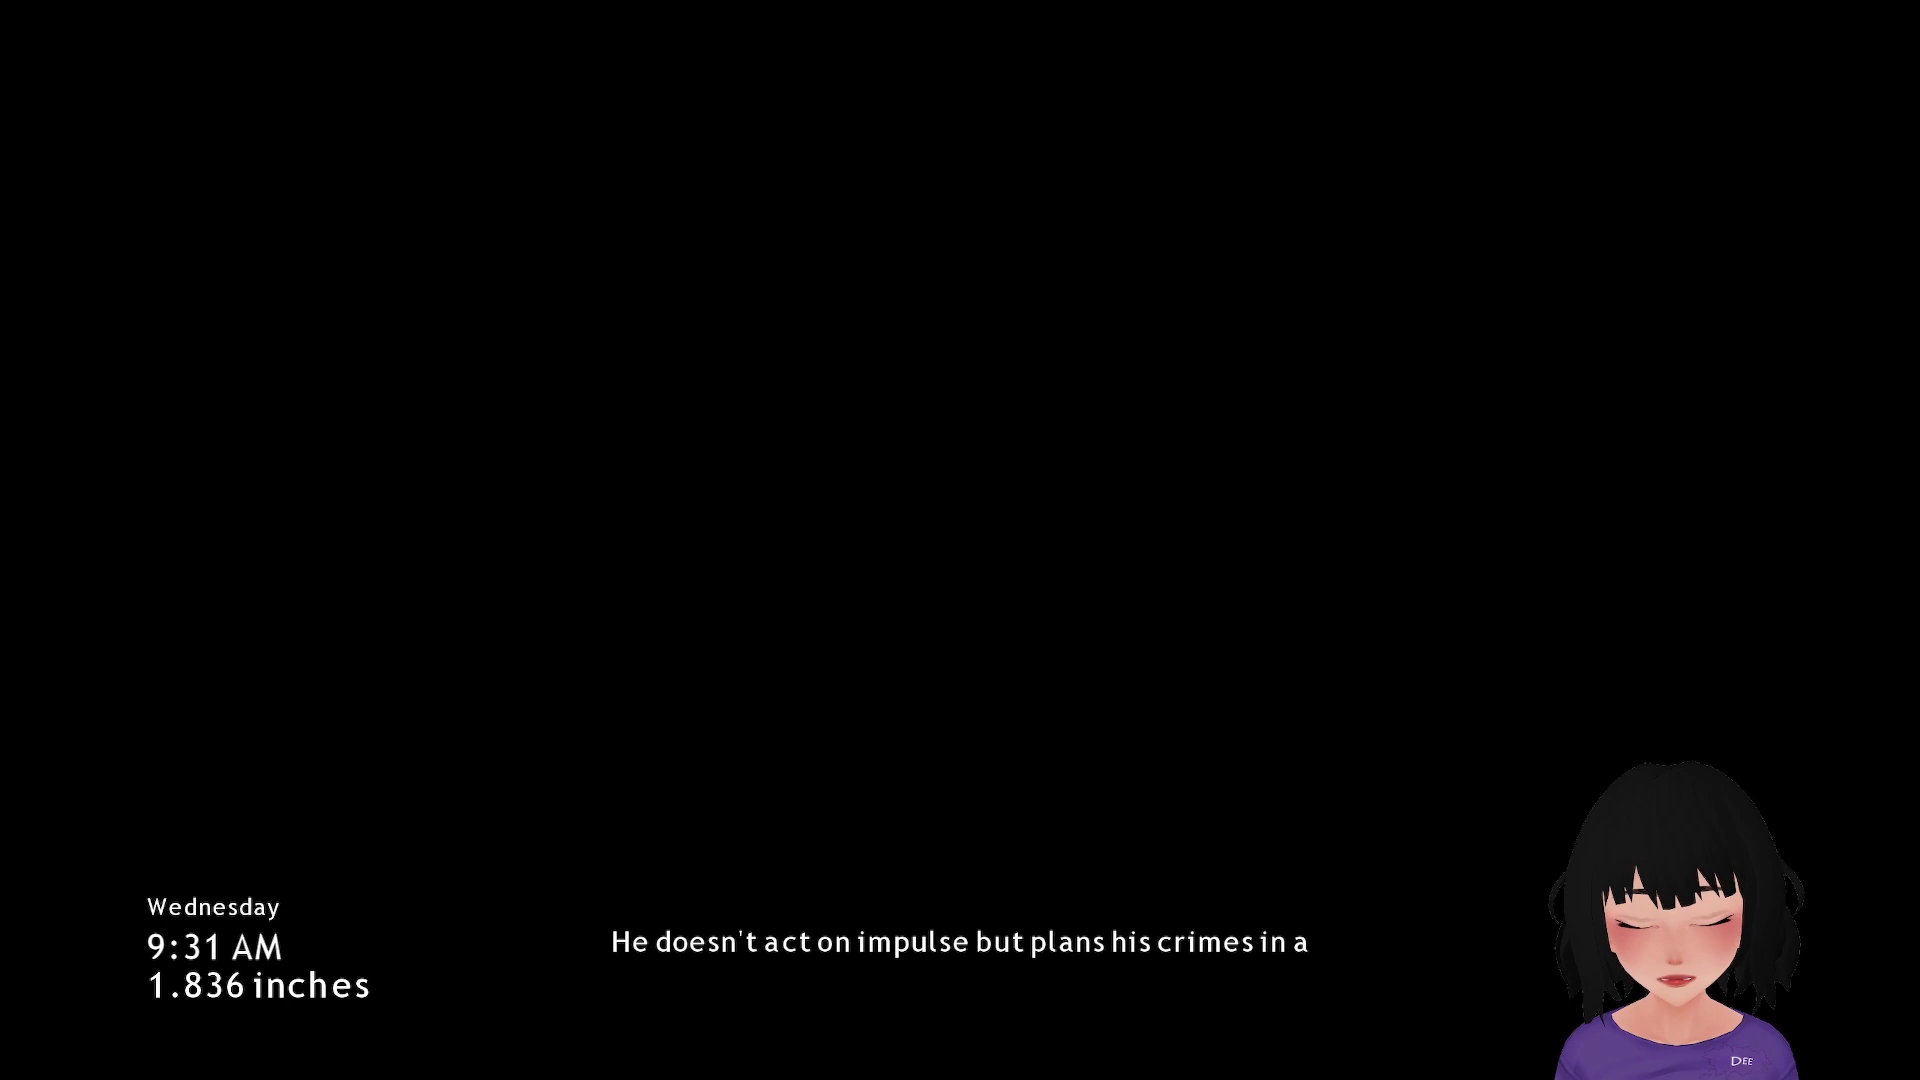 Wednesday
9:31 AM
1.836 inches
He doesn't act on impulse but plans his crimes in a
DEE